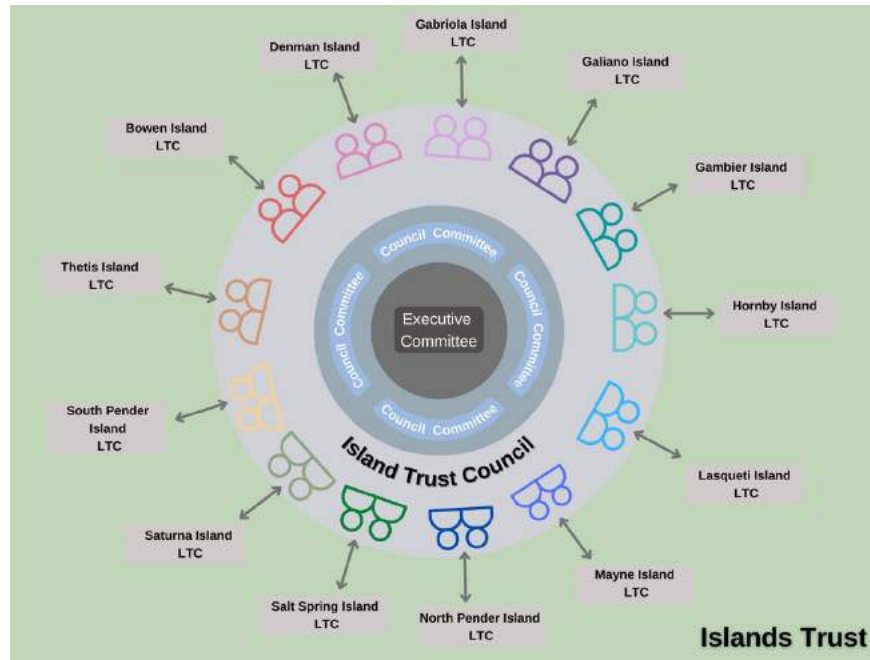 Gabriola Island
LTC
Denman Island
LTC
Galiano Island
LTC
Bowen Island
LTC
Gambier Island
LTC
Thetis Island
LTC
Hornby Island
LTC
South Pender
Island
LTC
Lasqueti Island
LTC
Saturna Island
LTC
Mayne Island
LTC
Salt Spring Island
LTC
North Pender Island
LTC
Council Committee
Council Committee
Council Committee
Council Committee
Executive
Committee
Island Trust Council
Islands Trust